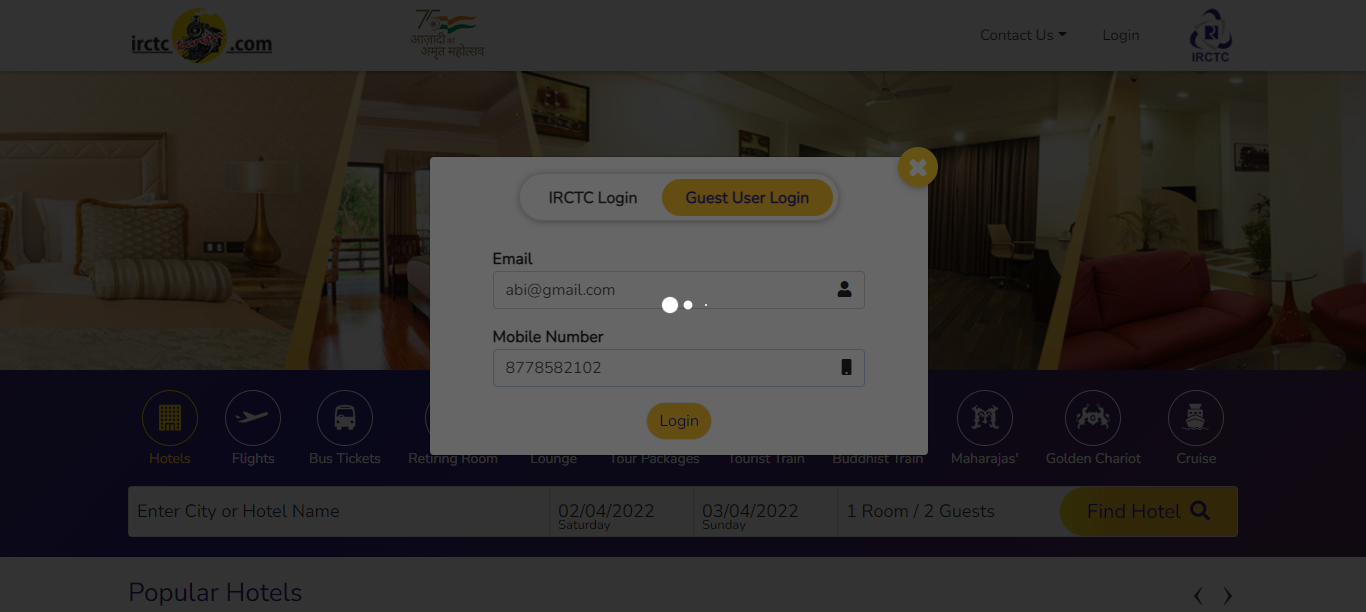 irctc tourism .com
75
आज़ादी का
अमृत महोत्सव
Contact Us
Login
IRCTC
IRCTC Login
Guest User Login
Email
abi@gmail.com
Mobile Number
8778582102
Login
Hotels
Flights
Bus Tickets
Retiring Room
Lounge
Tour Packages
Tourist Train
Buddhist Train
Maharajas'
Golden Chariot
Cruise
Enter City or Hotel Name
02/04/2022
Saturday
03/04/2022
Sunday
1 Room / 2 Guests
Find Hotel
Popular Hotels